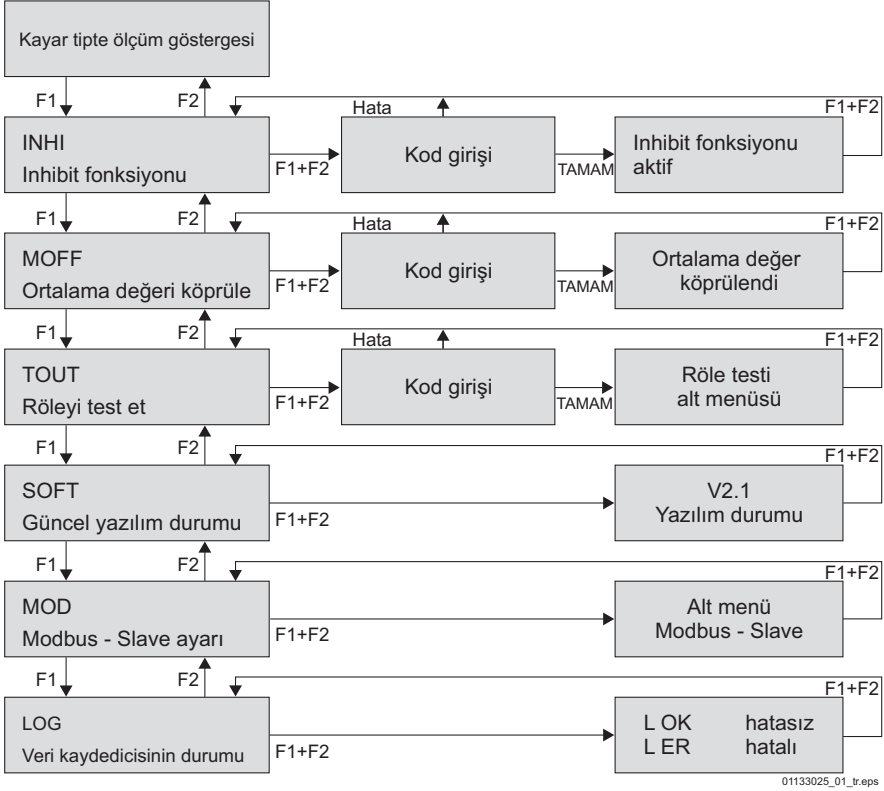 Kayar tipte ölçüm göstergesi
F1 F2 Hata F1+F2
INHI
Inhibit fonksiyonu
F1+F2
Kod girişi
TAMAM
Inhibit fonksiyonu
aktif
F1 F2 Hata F1+F2
MOFF
Ortalama değeri köprüle
F1+F2
Kod girişi
TAMAM
Ortalama değer
köprülendi
F1 F2 Hata F1+F2
TOUT
Röleyi test et
F1+F2
Kod girişi
TAMAM
Röle testi
alt menüsü
F1 F2 F1+F2
SOFT
Güncel yazılım durumu
F1+F2
V2.1
Yazılım durumu
F1 F2 F1+F2
MOD
Modbus - Slave ayarı
F1+F2
Alt menü
Modbus - Slave
F1 F2 F1+F2
LOG
Veri kaydedicisinin durumu
F1+F2
L OK hatasız
L ER hatalı
01133025_01_tr.eps